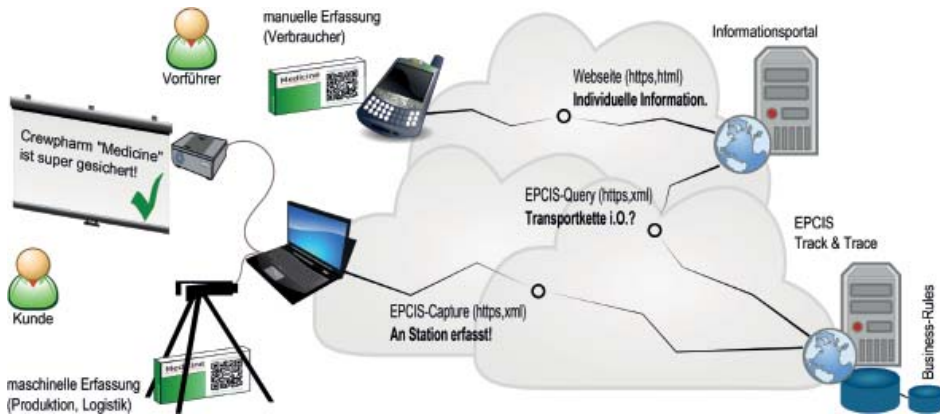 manuelle Erfassung
(Verbraucher)
Informationsportal
Vorführer
Medicine
Webseite (https,html)
Individuelle Information.
Crewpharm "Medicine"
ist super gesichert!
EPCIS-Query (https,xml)
Transportkette i.O.?
EPCIS
Track & Trace
Kunde
EPCIS-Capture (https,xml)
An Station erfasst!
Medicine
maschinelle Erfassung
(Produktion, Logistik)
Business-Rules